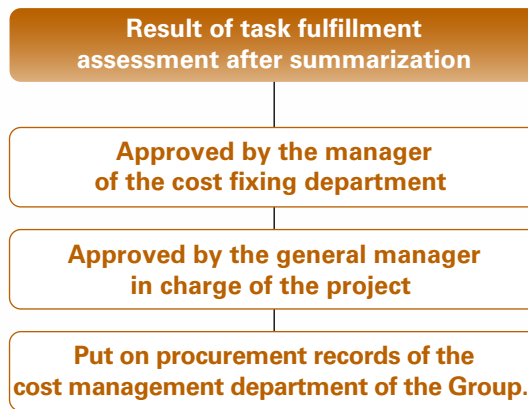 Result of task fulfillment
assessment after summarization
Approved by the manager
of the cost fixing department
Approved by the general manager
in charge of the project
Put on procurement records of the
cost management department of the Group.